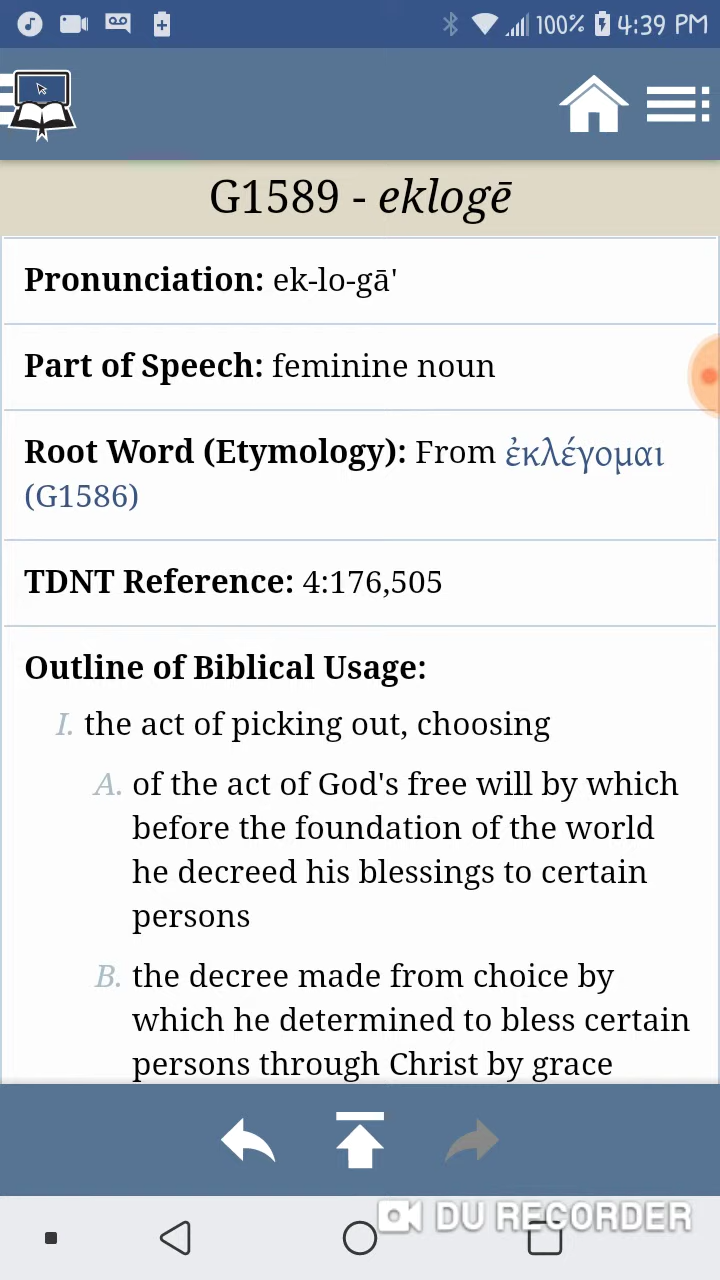 100% 4:39 PM
G1589 - eklogē
Pronunciation: ek-lo-gā'
Part of Speech: feminine noun
Root Word (Etymology): From ἐκλέγομαι
(G1586)
TDNT Reference: 4:176,505
Outline of Biblical Usage:
I. the act of picking out, choosing
A. of the act of God's free will by which
before the foundation of the world
he decreed his blessings to certain
persons
B. the decree made from choice by
which he determined to bless certain
persons through Christ by grace
DU RECORDER